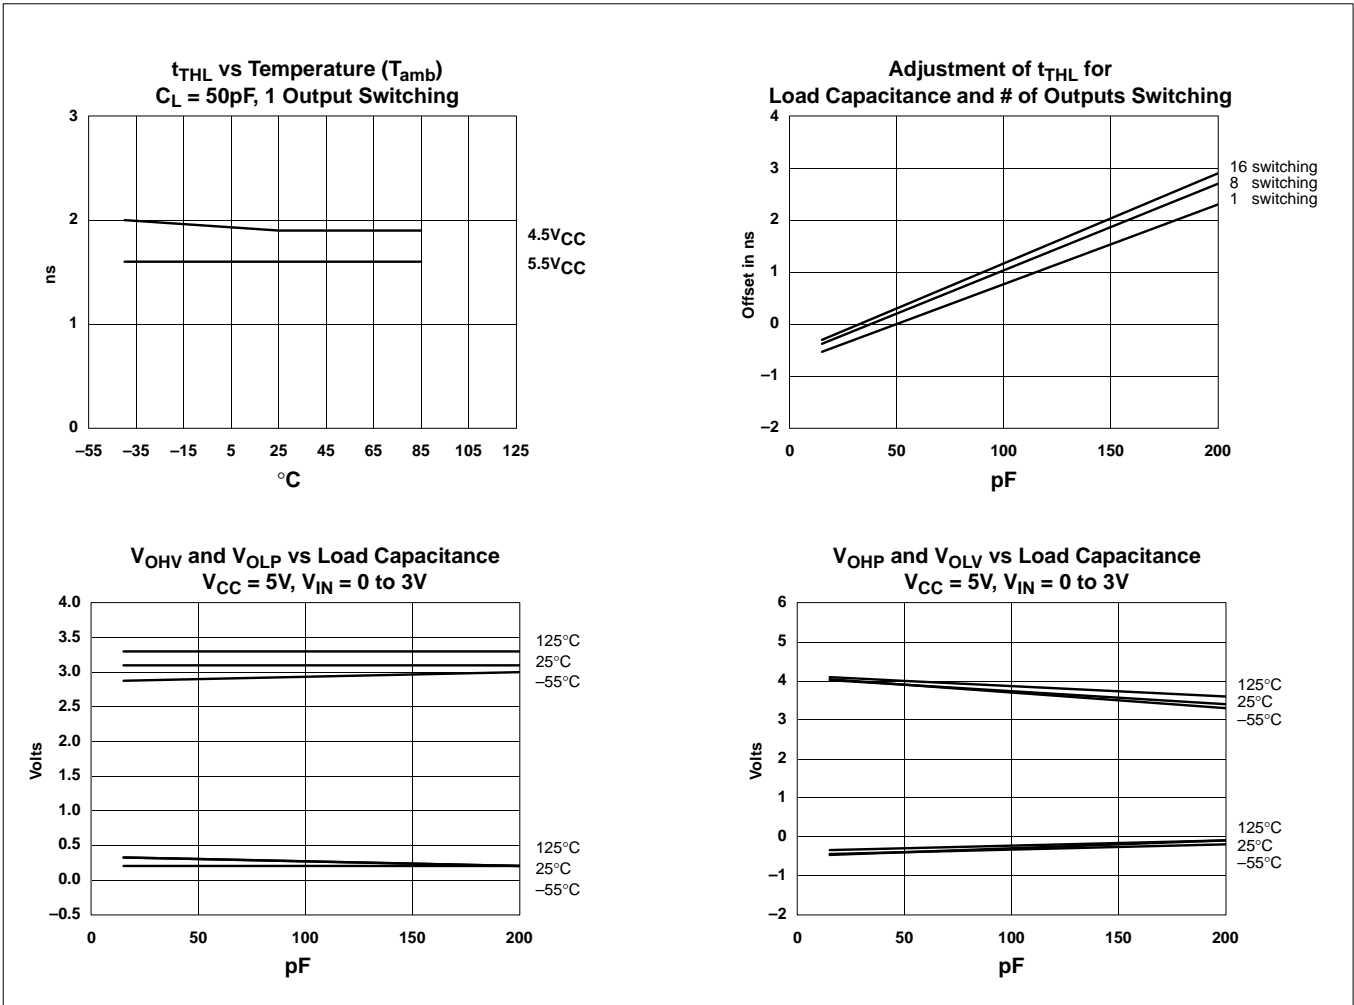 tTHL vs Temperature (Tamb)
CL = 50pF, 1 Output Switching
3
2
1
0
ns
–55 –35 –15 5 25 45 65 85 105 125
°C
4.5VCC
5.5VCC
Adjustment of tTHL for
Load Capacitance and # of Outputs Switching
4
3
2
1
0
–1
–2
Offset in ns
0 50 100 150 200
pF
16 switching
8 switching
1 switching
VOHV and VOLP vs Load Capacitance
VCC = 5V, VIN = 0 to 3V
4.0
3.5
3.0
2.5
2.0
1.5
1.0
0.5
0.0
–0.5
Volts
0 50 100 150 200
pF
125°C
25°C
–55°C
125°C
25°C
–55°C
VOHP and VOLV vs Load Capacitance
VCC = 5V, VIN = 0 to 3V
6
5
4
3
2
1
0
–1
–2
Volts
0 50 100 150 200
pF
125°C
25°C
–55°C
125°C
25°C
–55°C